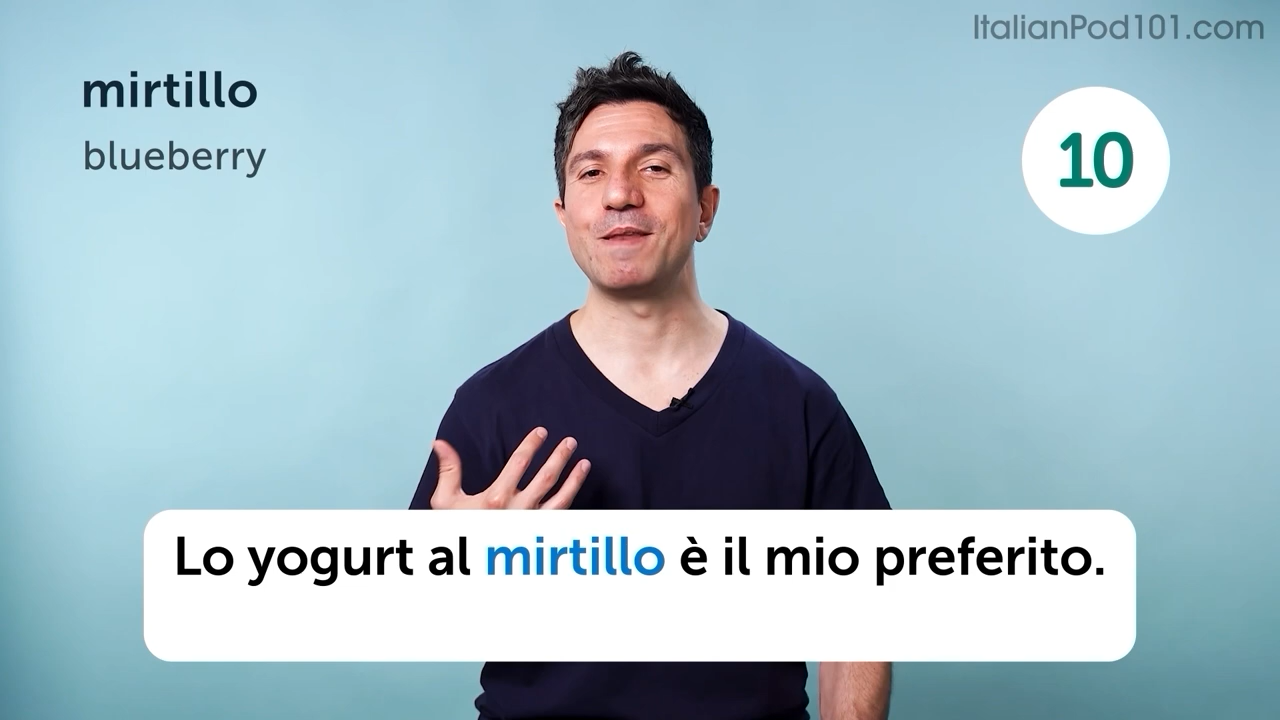 ItalianPod101.com
mirtillo
blueberry
10
Lo yogurt al mirtillo è il mio preferito.